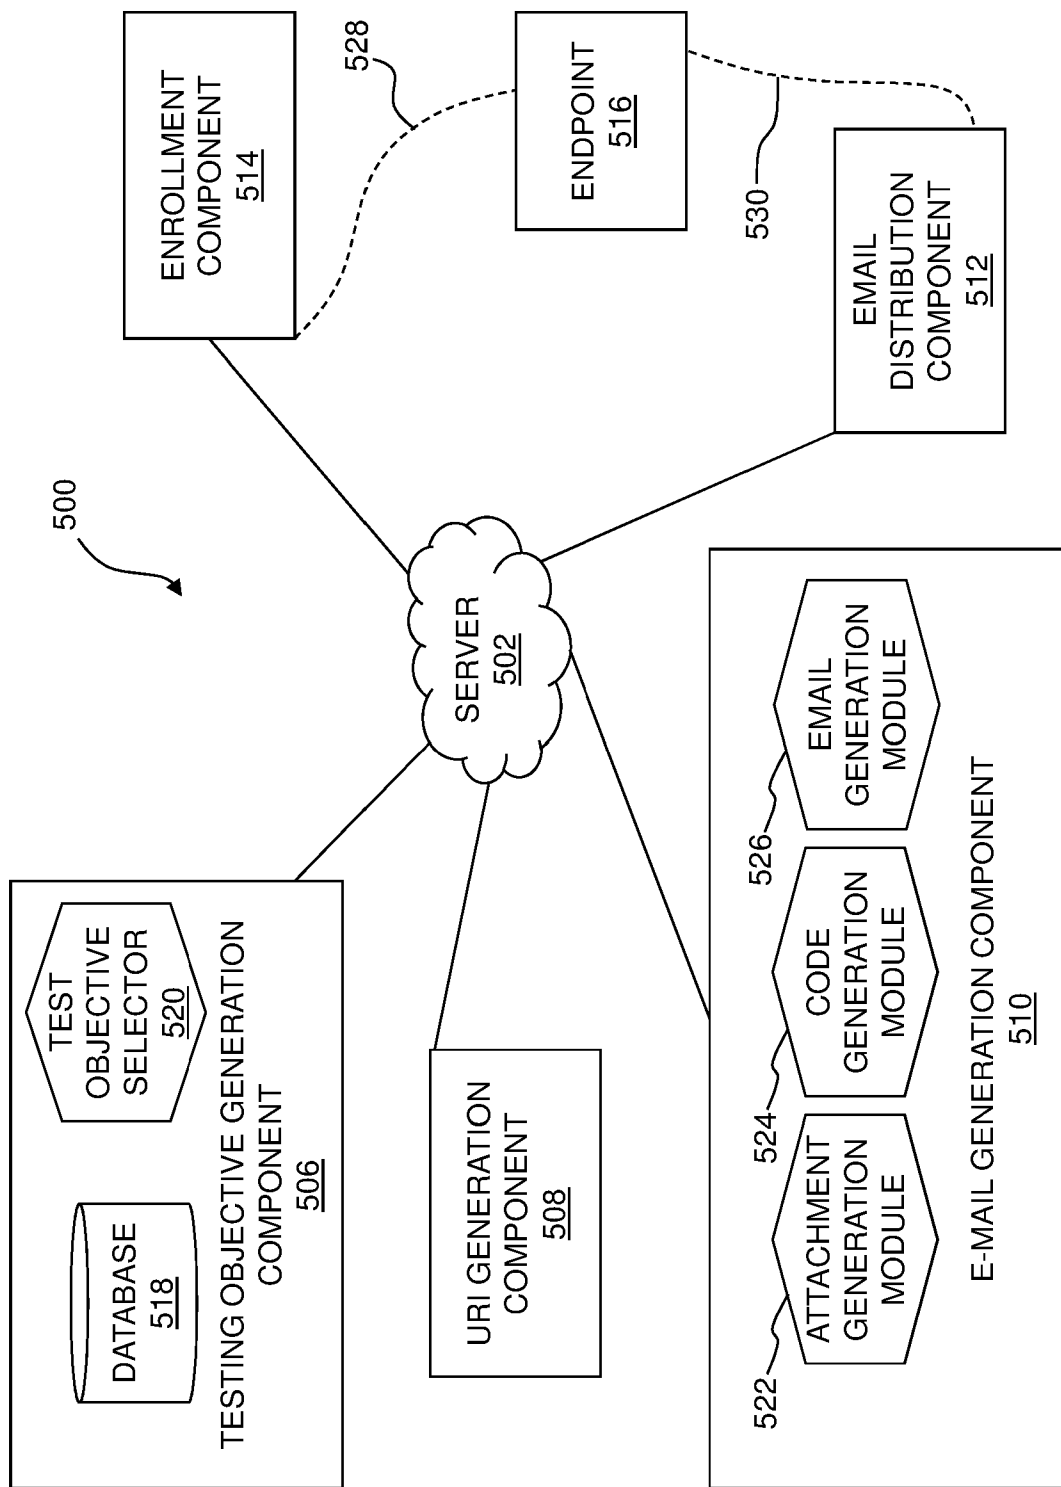 500
TEST
OBJECTIVE
SELECTOR
520
DATABASE
518
TESTING OBJECTIVE GENERATION
COMPONENT
506
ENROLLMENT
COMPONENT
514
528
SERVER
502
URI GENERATION
COMPONENT
508
ENDPOINT
516
530
EMAIL
DISTRIBUTION
COMPONENT
512
522
ATTACHMENT
GENERATION
MODULE
524
CODE
GENERATION
MODULE
526
EMAIL
GENERATION
MODULE
E-MAIL GENERATION COMPONENT
510